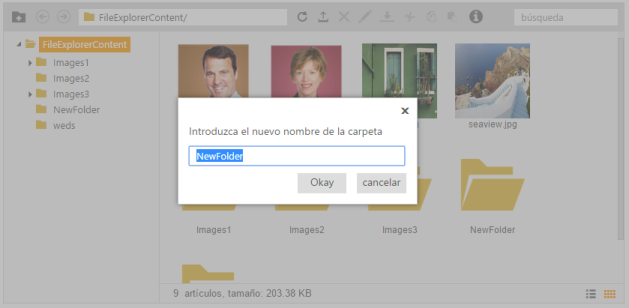 FileExplorerContent/
búsqueda
FileExplorerContent
Images1
Images2
Images3
NewFolder
weds
seaview.jpg
Introduzca el nuevo nombre de la carpeta
NewFolder
Okay
cancelar
Images1
Images2
Images3
NewFolder
9 artículos, tamaño: 203.38 KB